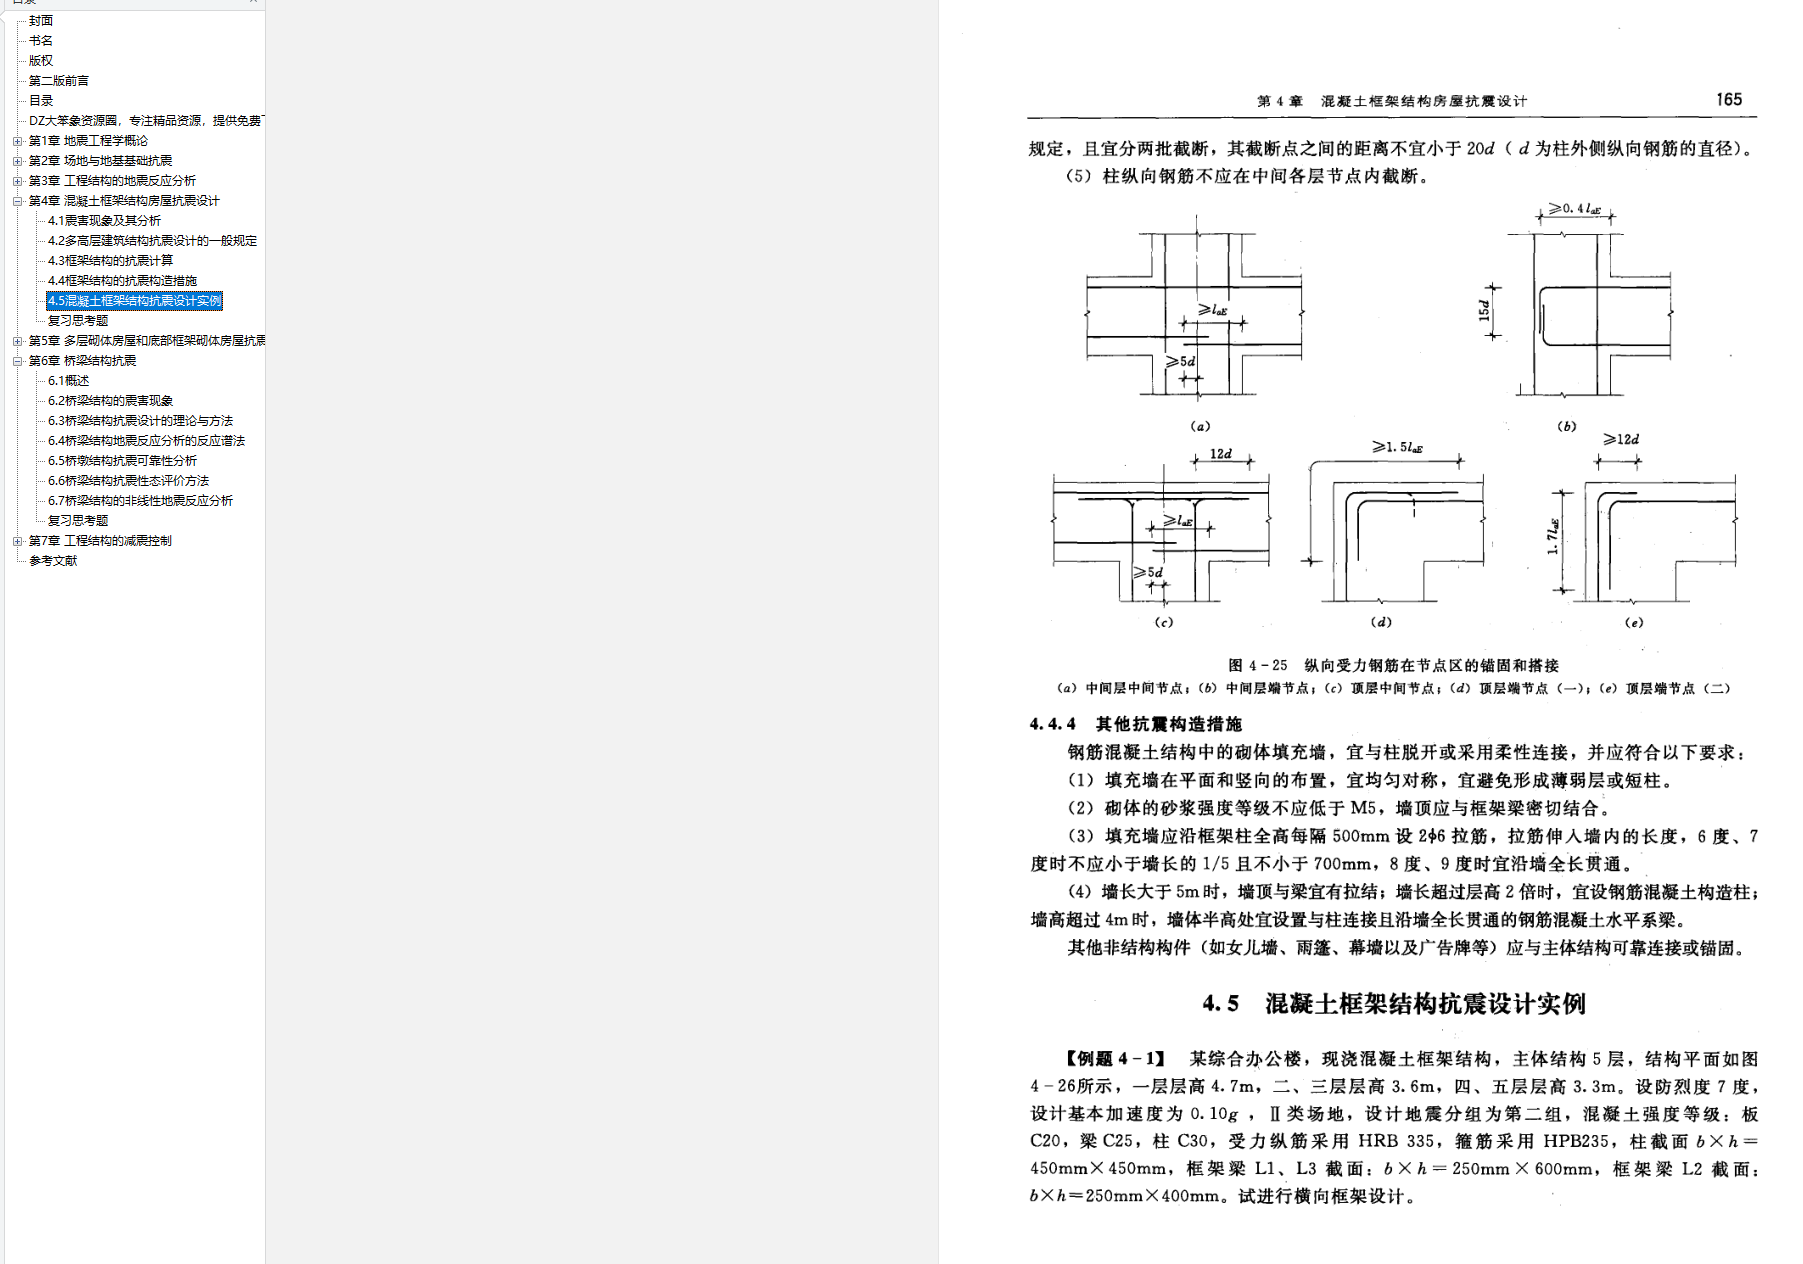 封面
书名
版权
第二版前言
目录
DZ大笨象资源圈，专注精品资源，提供免费
第1章 地震工程学概论
第2章 场地与地基基础抗震
第3章 工程结构的地震反应分析
第4章 混凝土框架结构房屋抗震设计
4.1震害现象及其分析
4.2多高层建筑结构抗震设计的一般规定
4.3框架结构的抗震计算
4.4框架结构的抗震构造措施
4.5混凝土框架结构抗震设计实例
复习思考题
第5章 多层砌体房屋和底部框架砌体房屋抗震
第6章 桥梁结构抗震
6.1概述
6.2桥梁结构的震害现象
6.3桥梁结构抗震设计的理论与方法
6.4桥梁结构地震反应分析的反应谱法
6.5桥墩结构抗震可靠性分析
6.6桥梁结构抗震性态评价方法
6.7桥梁结构的非线性地震反应分析
复习思考题
第7章 工程结构的减震控制
参考文献
第 4 章 混凝土框架结构房屋抗震设计 165
规定，且宜分两批截断，其截断点之间的距离不宜小于 20d（ d 为柱外侧纵向钢筋的直径）。
（5）柱纵向钢筋不应在中间各层节点内截断。
≥0.4laE
≥laE
15d
≥5d
(a) (b)
≥1.5laE ≥12d
12d
≥laE
1.7laE
≥5d
(c) (d) (e)
图 4-25 纵向受力钢筋在节点区的锚固和搭接
(a) 中间层中间节点；(b) 中间层端节点；(c) 顶层中间节点；(d) 顶层端节点（一）；(e) 顶层端节点（二）
4.4.4 其他抗震构造措施
钢筋混凝土结构中的砌体填充墙，宜与柱脱开或采用柔性连接，并应符合以下要求：
（1）填充墙在平面和竖向的布置，宜均匀对称，宜避免形成薄弱层或短柱。
（2）砌体的砂浆强度等级不应低于 M5，墙顶应与框架梁密切结合。
（3）填充墙应沿框架柱全高每隔 500mm 设 2ϕ6 拉筋，拉筋伸入墙内的长度，6 度、7
度时不应小于墙长的 1/5 且不小于 700mm，8 度、9 度时宜沿墙全长贯通。
（4）墙长大于 5m 时，墙顶与梁宜有拉结；墙长超过层高 2 倍时，宜设钢筋混凝土构造柱；
墙高超过 4m 时，墙体半高处宜设置与柱连接且沿墙全长贯通的钢筋混凝土水平系梁。
其他非结构构件（如女儿墙、雨篷、幕墙以及广告牌等）应与主体结构可靠连接或锚固。
4.5 混凝土框架结构抗震设计实例
【例题 4-1】 某综合办公楼，现浇混凝土框架结构，主体结构 5 层，结构平面如图
4-26所示，一层层高 4.7m，二、三层层高 3.6m，四、五层层高 3.3m。设防烈度 7 度，
设计基本加速度为 0.10g ，Ⅱ类场地，设计地震分组为第二组，混凝土强度等级：板
C20，梁 C25，柱 C30，受力纵筋采用 HRB 335，箍筋采用 HPB235，柱截面 b×h=
450mm×450mm，框架梁 L1、L3 截面：b×h=250mm×600mm，框架梁 L2 截面：
b×h=250mm×400mm。试进行横向框架设计。